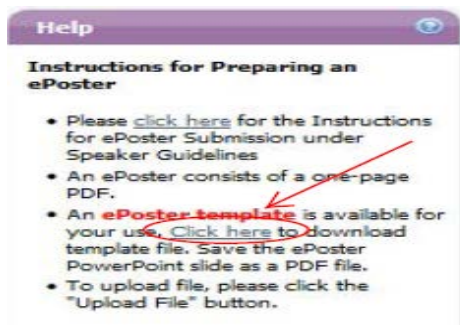 Help
Instructions for Preparing an
ePoster
• Please click here for the Instructions
for ePoster Submission under
Speaker Guidelines
• An ePoster consists of a one-page
PDF.
• An ePoster template is available for
your use. Click here to download
template file. Save the ePoster
PowerPoint slide as a PDF file.
• To upload file, please click the
"Upload File" button.